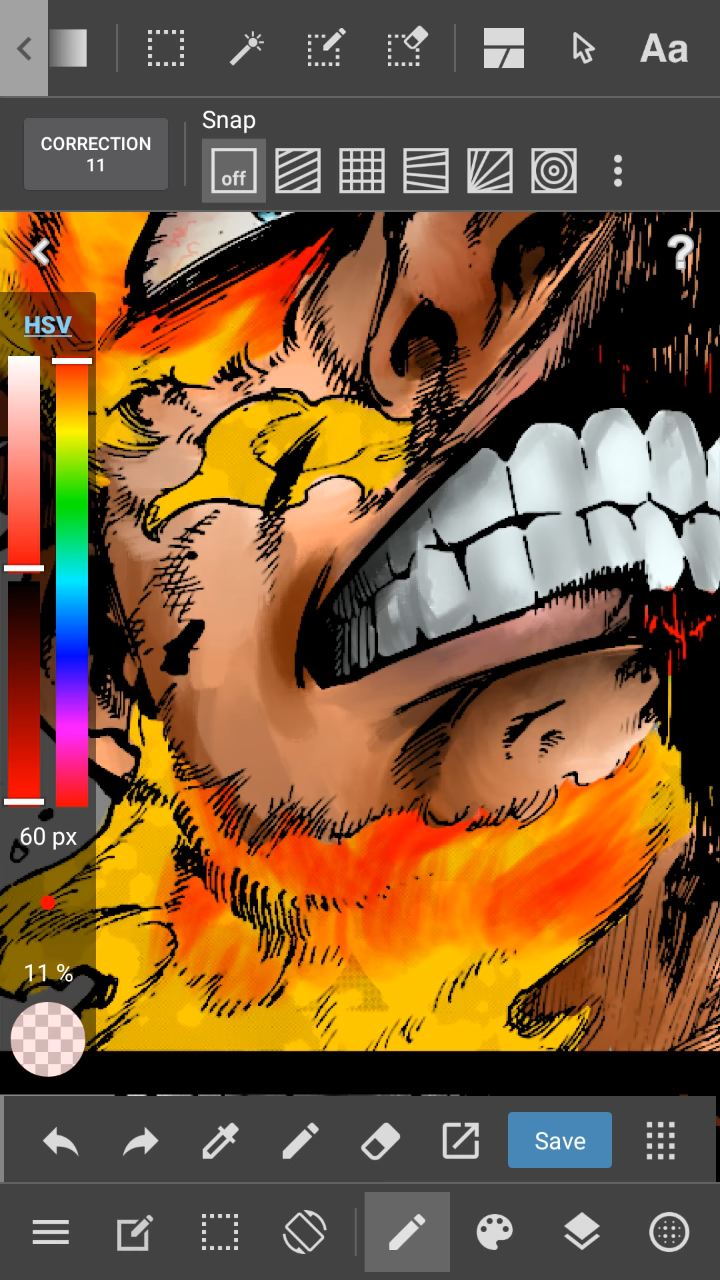 Aa
CORRECTION
11
Snap
off
?
HSV
60 px
11 %
Save